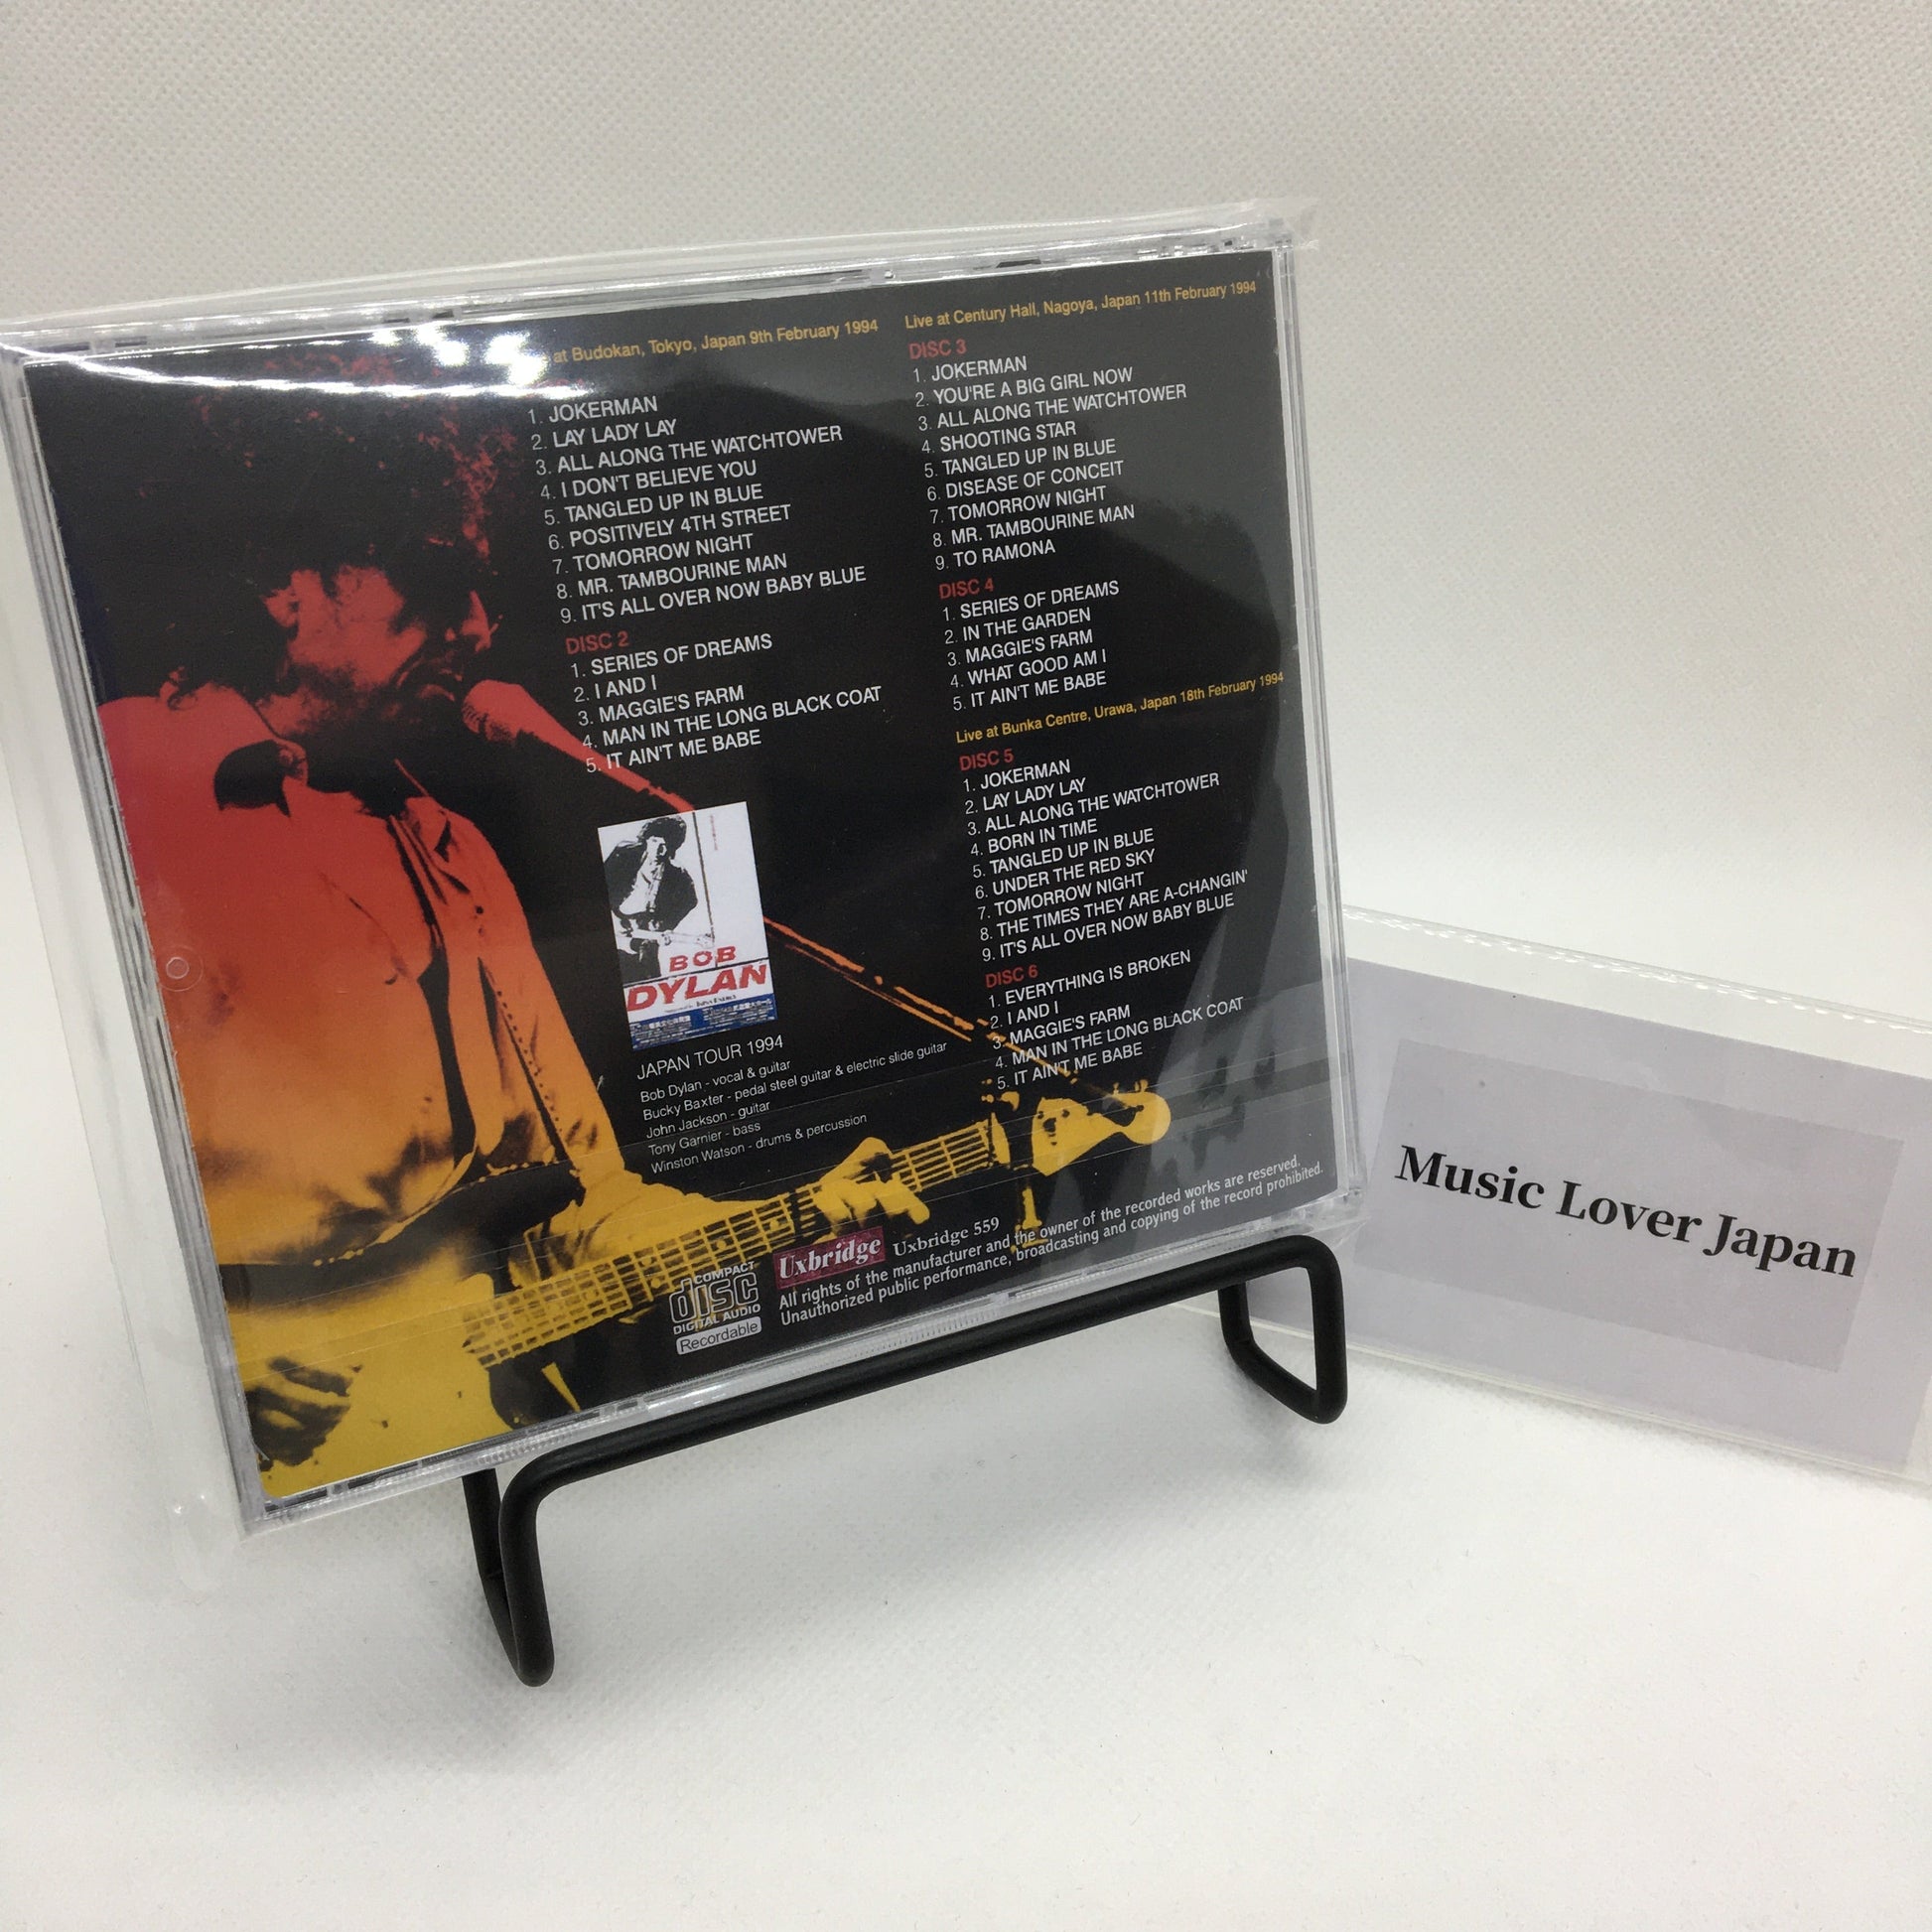 at Budokan, Tokyo, Japan 9th February 1994
1. JOKERMAN
2. LAY LADY LAY
3. ALL ALONG THE WATCHTOWER
4. I DON'T BELIEVE YOU
5. TANGLED UP IN BLUE
6. POSITIVELY 4TH STREET
7. TOMORROW NIGHT
8. MR. TAMBOURINE MAN
9. IT'S ALL OVER NOW BABY BLUE
DISC 2
1. SERIES OF DREAMS
2. I AND I
3. MAGGIE'S FARM
4. MAN IN THE LONG BLACK COAT
5. IT AIN'T ME BABE
BOB
DYLAN
JAPAN TOUR 1994
Bob Dylan - vocal & guitar
Bucky Baxter - pedal steel guitar & electric slide guitar
John Jackson - guitar
Tony Garnier - bass
Winston Watson - drums & percussion
Live at Century Hall, Nagoya, Japan 11th February 1994
DISC 3
1. JOKERMAN
2. YOU'RE A BIG GIRL NOW
3. ALL ALONG THE WATCHTOWER
4. SHOOTING STAR
5. TANGLED UP IN BLUE
6. DISEASE OF CONCEIT
7. TOMORROW NIGHT
8. MR. TAMBOURINE MAN
9. TO RAMONA
DISC 4
1. SERIES OF DREAMS
2. IN THE GARDEN
3. MAGGIE'S FARM
4. WHAT GOOD AM I
5. IT AIN'T ME BABE
Live at Bunka Centre, Urawa, Japan 18th February 1994
DISC 5
1. JOKERMAN
2. LAY LADY LAY
3. ALL ALONG THE WATCHTOWER
4. BORN IN TIME
5. TANGLED UP IN BLUE
6. UNDER THE RED SKY
7. TOMORROW NIGHT
8. THE TIMES THEY ARE A-CHANGIN'
9. IT'S ALL OVER NOW BABY BLUE
DISC 6
1. EVERYTHING IS BROKEN
2. I AND I
3. MAGGIE'S FARM
4. MAN IN THE LONG BLACK COAT
5. IT AIN'T ME BABE
COMPACT
disc
DIGITAL AUDIO
Recordable
Uxbridge Uxbridge 559
All rights of the manufacturer and the owner of the recorded works are reserved.
Unauthorized public performance, broadcasting and copying of the record prohibited.
Music Lover Japan